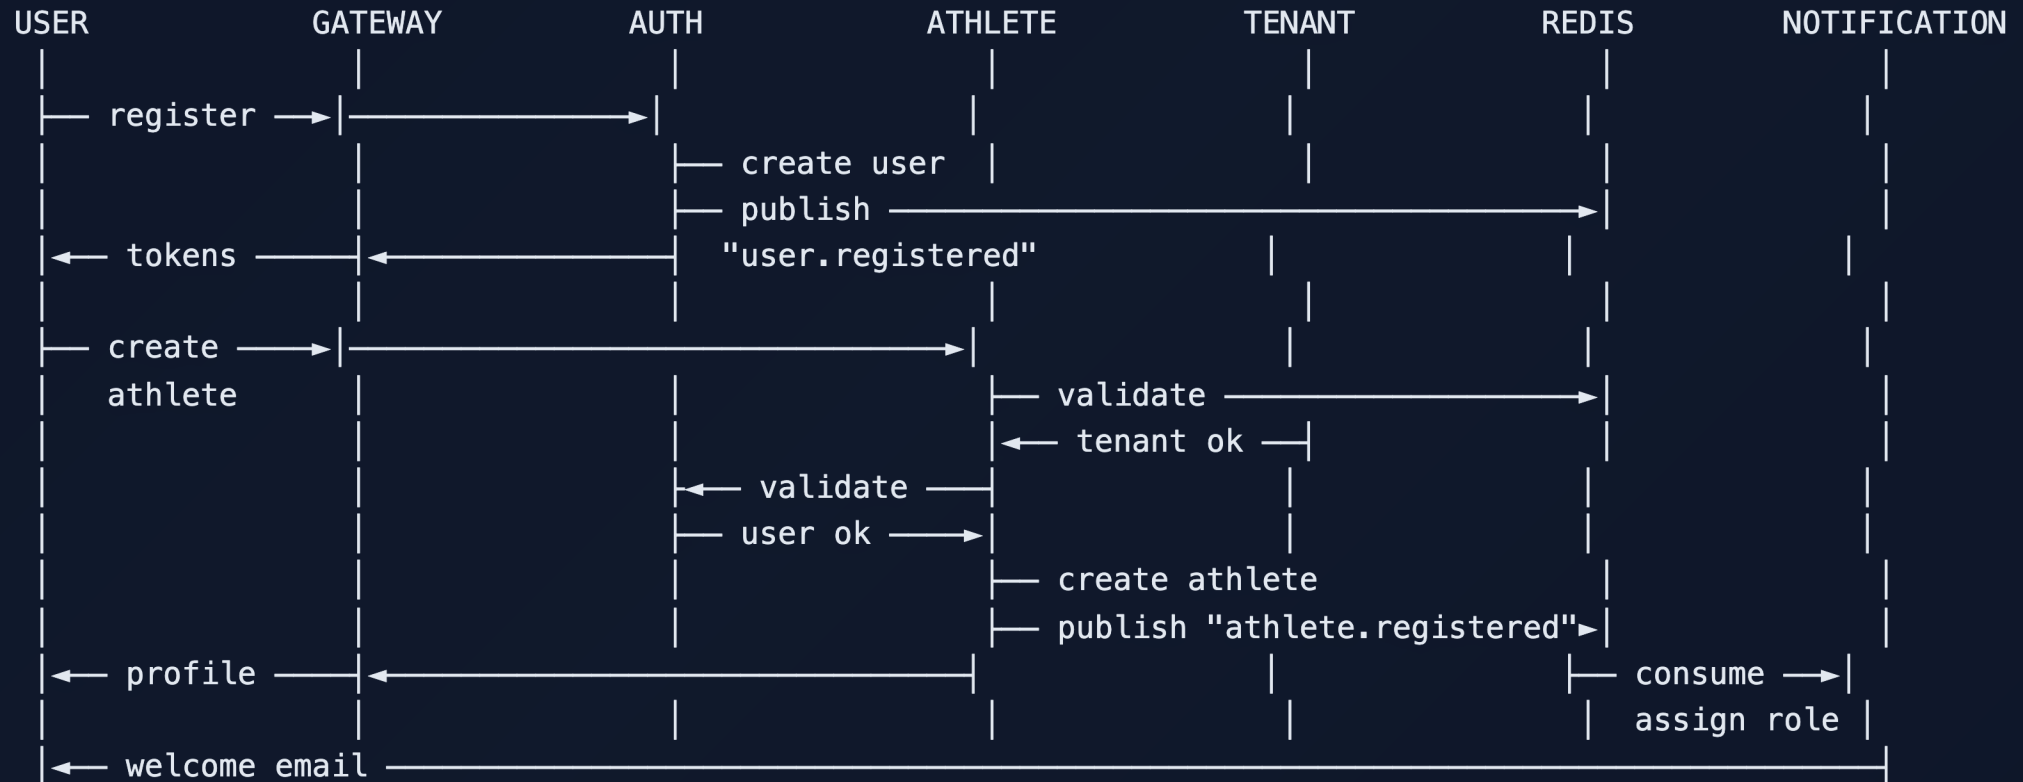 USER GATEWAY AUTH ATHLETE TENANT REDIS NOTIFICATION
register
create user
publish
tokens "user.registered"
create
athlete validate
tenant ok
validate
user ok
create athlete
publish "athlete.registered"
profile consume
assign role
welcome email